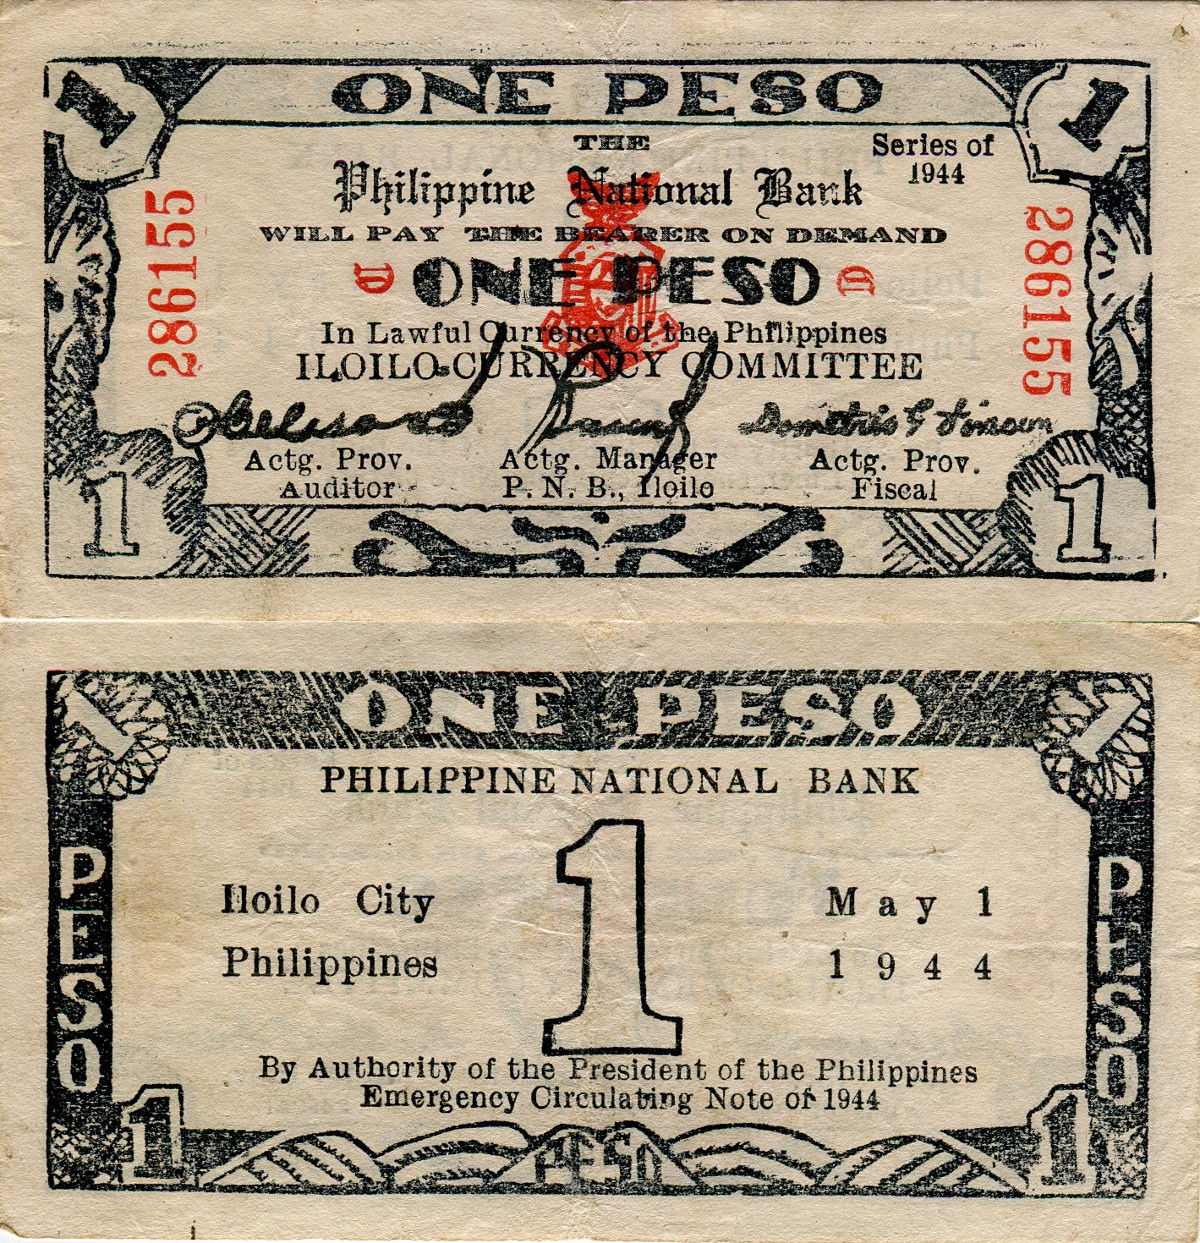 1 ONE PESO 1
THE
Series of
1944
Philippine National Bank
WILL PAY THE BEARER ON DEMAND
D ONE PESO D
286155
286155
In Lawful Currency of the Philippines
ILOILO CURRENCY COMMITTEE
Actg. Prov.
Auditor
Actg. Manager
P. N. B., Iloilo
Actg. Prov.
Fiscal
1 1
1 ONE PESO 1
PHILIPPINE NATIONAL BANK
PESO
1
PESO
Iloilo City
Philippines
May 1
1944
By Authority of the President of the Philippines
Emergency Circulating Note of 1944
1 PESO 1